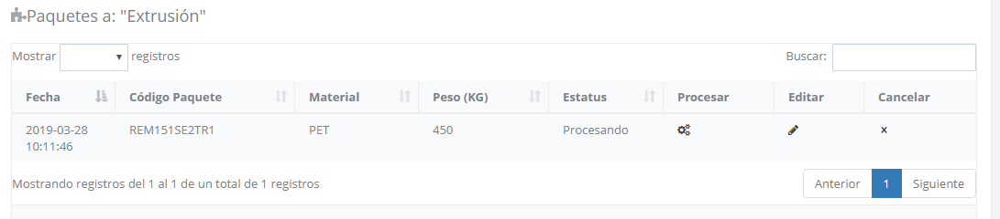 Paquetes a: "Extrusión"
Mostrar registros Buscar:
Fecha Código Paquete Material Peso (KG) Estatus Procesar Editar Cancelar
2019-03-28 REM151SE2TR1 PET 450 Procesando
10:11:46
Mostrando registros del 1 al 1 de un total de 1 registros Anterior 1 Siguiente